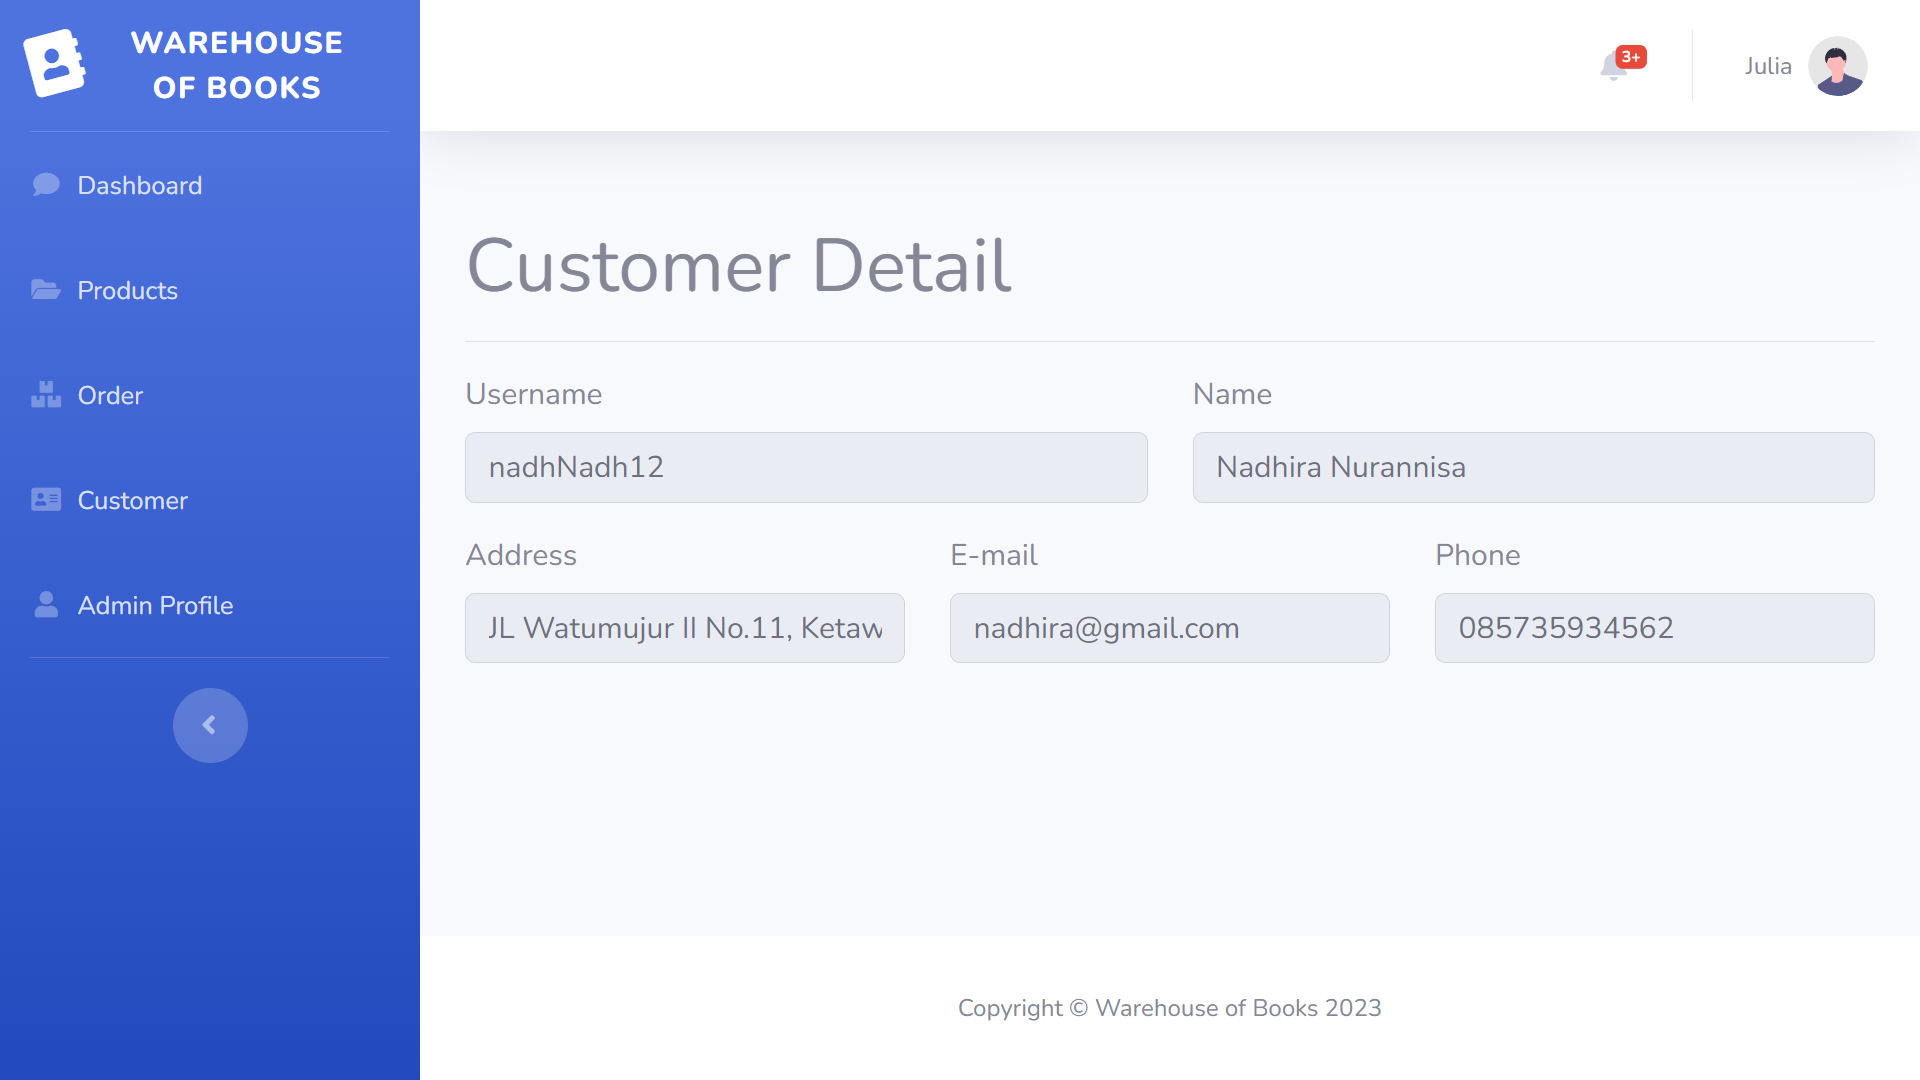 WAREHOUSE
OF BOOKS
Dashboard
Products
Order
Customer
Admin Profile
3+
Julia
Customer Detail
Username
Name
nadhNadh12
Nadhira Nurannisa
Address
E-mail
Phone
JL Watumujur II No.11, Ketaw
nadhira@gmail.com
085735934562
Copyright © Warehouse of Books 2023